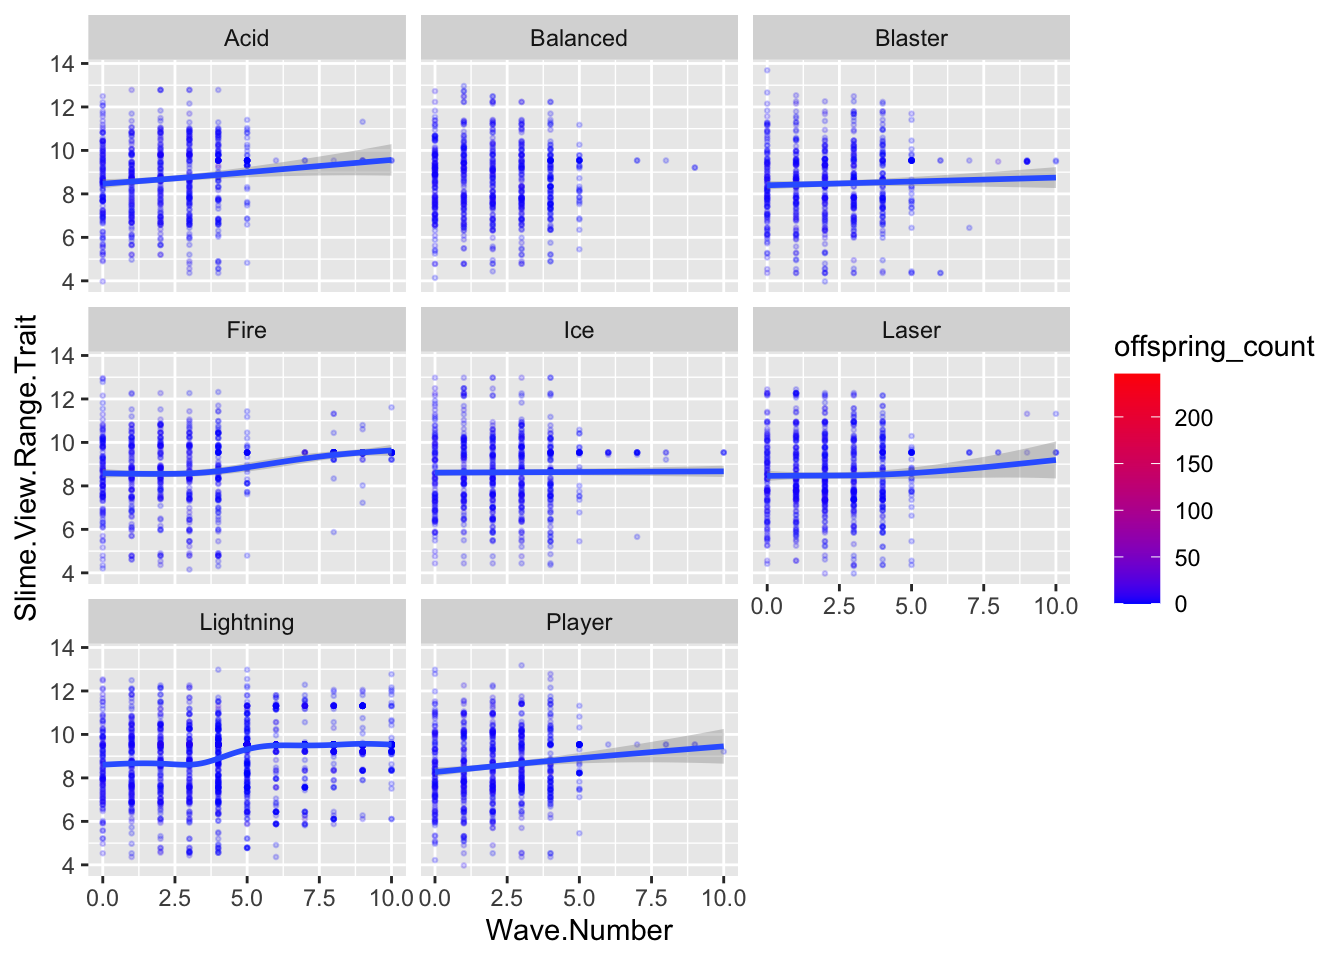 Acid Balanced Blaster
14
12
10
8
6
4
Fire Ice Laser
14
12
10
8
6
4
0.0 2.5 5.0 7.5 10.0
Lightning Player
14
12
10
8
6
4
0.0 2.5 5.0 7.5 10.0 0.0 2.5 5.0 7.5 10.0
Wave.Number
Slime.View.Range.Trait
offspring_count
200
150
100
50
0